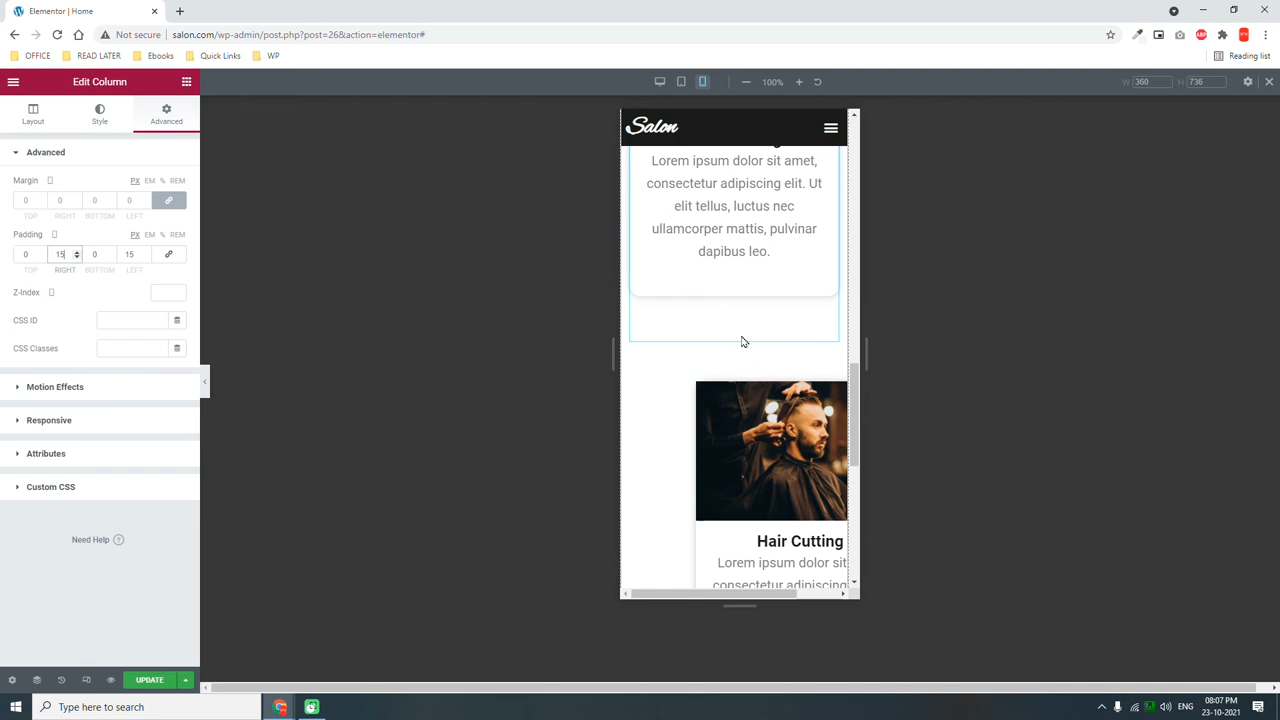 Elementor | Home
Not secure | salon.com/wp-admin/post.php?post=26&action=elementor#
OFFICE READ LATER Ebooks Quick Links WP Reading list
Edit Column
100% W 360 H 736
Layout Style Advanced
Advanced
Margin PX EM % REM
0 0 0 0
TOP RIGHT BOTTOM LEFT
Padding PX EM % REM
0 15 0 15
TOP RIGHT BOTTOM LEFT
Z-Index
CSS ID
CSS Classes
Motion Effects
Responsive
Attributes
Custom CSS
Need Help ?
UPDATE
Salon
Lorem ipsum dolor sit amet,
consectetur adipiscing elit. Ut
elit tellus, luctus nec
ullamcorper mattis, pulvinar
dapibus leo.
Hair Cutting
Lorem ipsum dolor sit
consectetur adipiscing
Type here to search
ENG
08:07 PM
23-10-2021